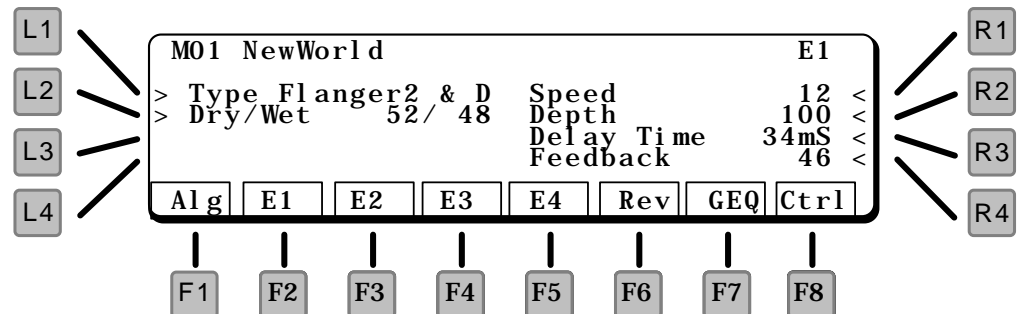 L1
L2
L3
L4
M01 NewWorld E1
> Type Flanger2 & D Speed 12 <
> Dry/Wet 52/ 48 Depth 100 <
Delay Time 34mS <
Feedback 46 <
Alg E1 E2 E3 E4 Rev GEQ Ctrl
R1
R2
R3
R4
F1 F2 F3 F4 F5 F6 F7 F8